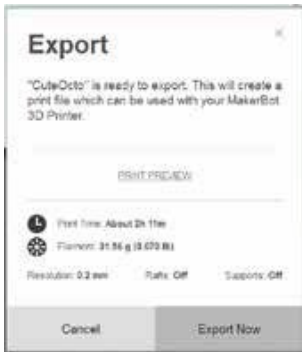 Export
×
"CuteOcto" is ready to export. This will create a
print file which can be used with your MakerBot
3D Printer.
PRINT PREVIEW
Print Time: About 2h 11m
Filament: 31.56 g (0.070 lb)
Resolution: 0.2 mm Rafts: Off Supports: Off
Cancel Export Now